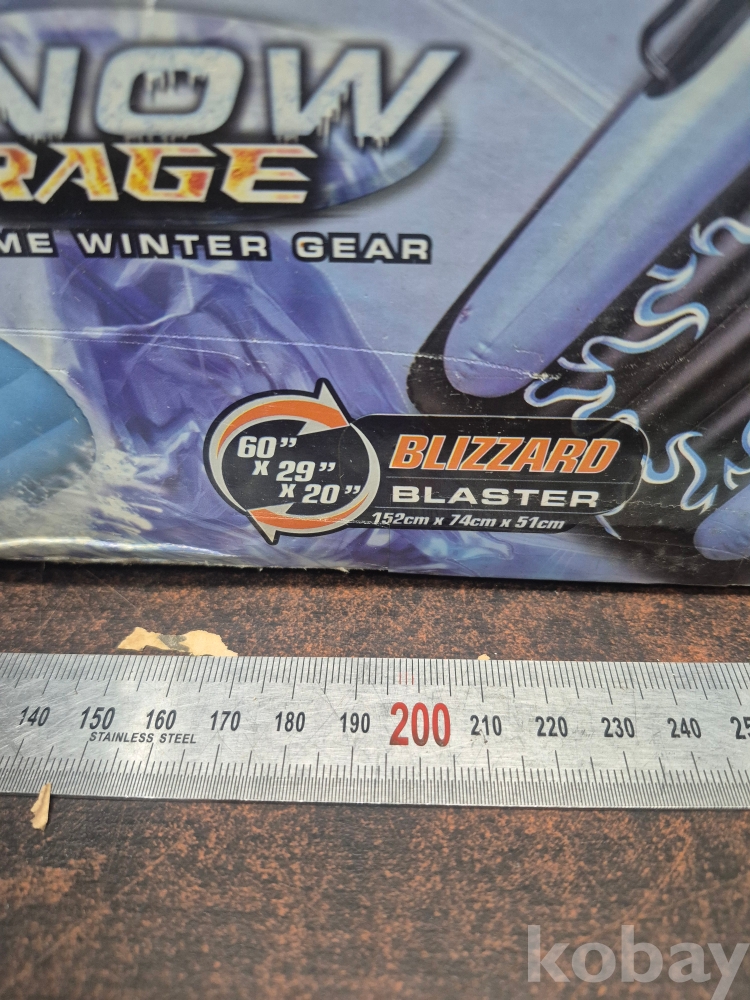 NOW
RAGE
ME WINTER GEAR
60”
x 29”
x 20”
BLIZZARD
BLASTER
152cm x 74cm x 51cm
140 150 160 170 180 190 200 210 220 230 240 25
STAINLESS STEEL
kobay